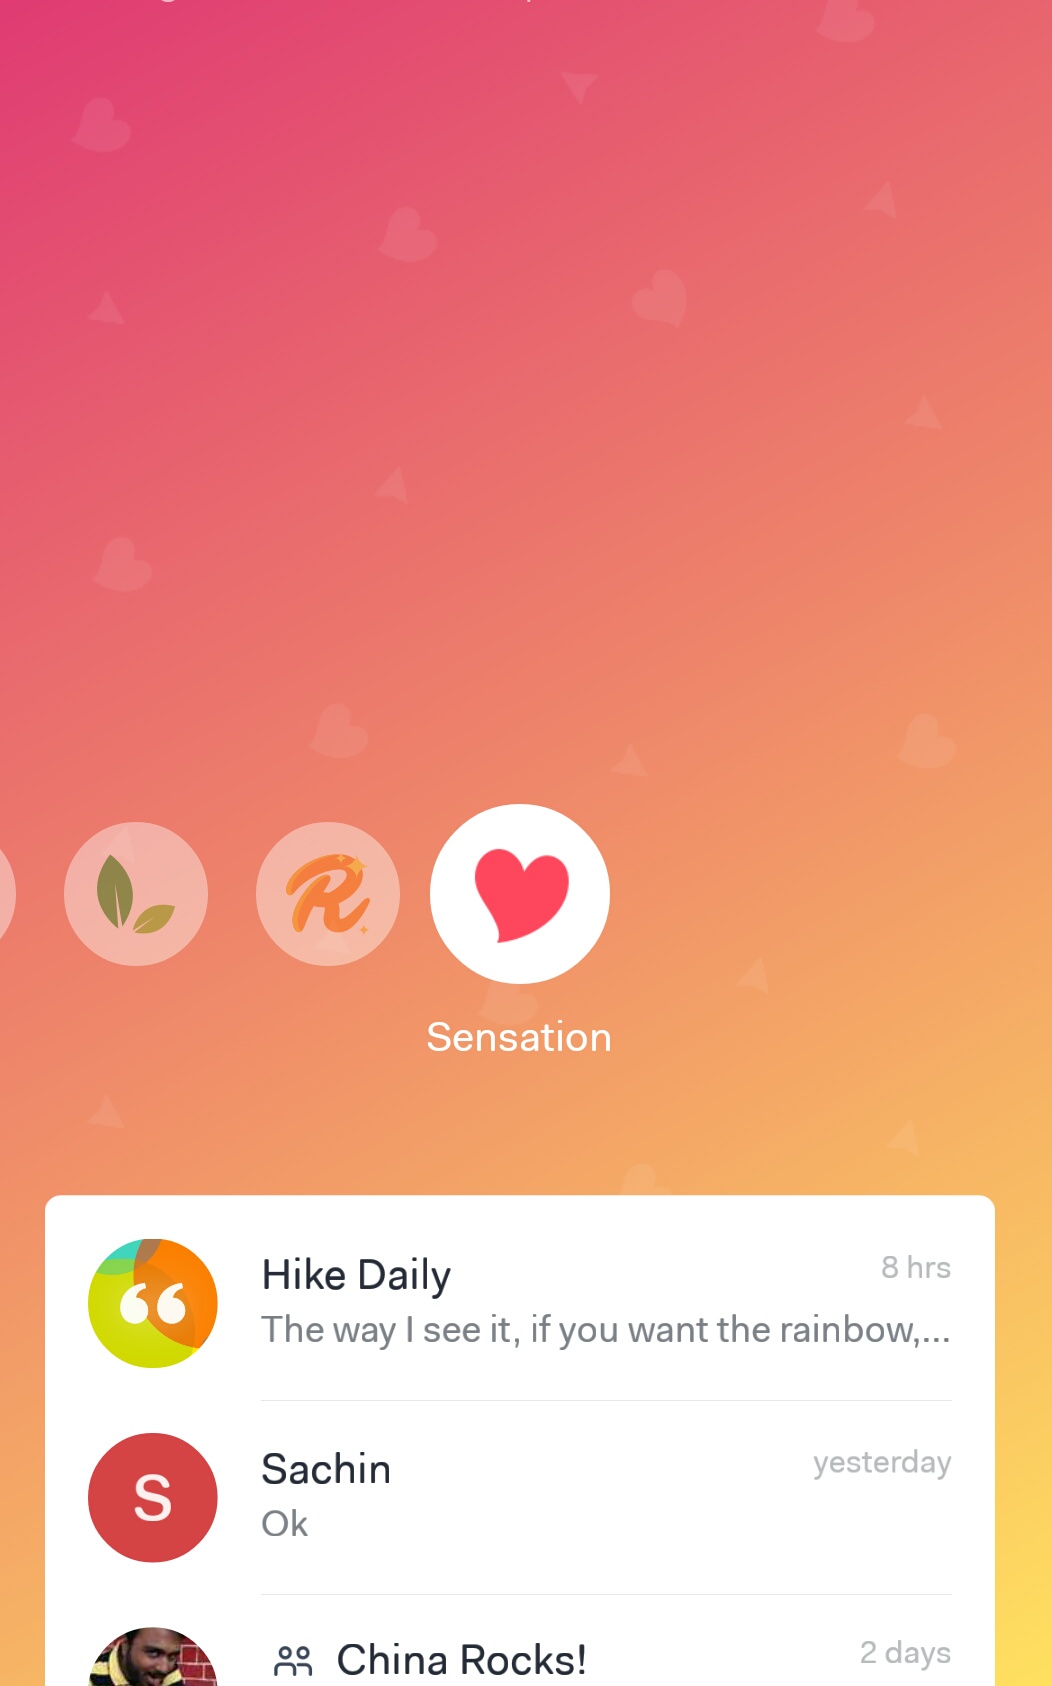 R
Sensation
Hike Daily
8 hrs
The way I see it, if you want the rainbow,...
S
Sachin
yesterday
Ok
China Rocks!
2 days